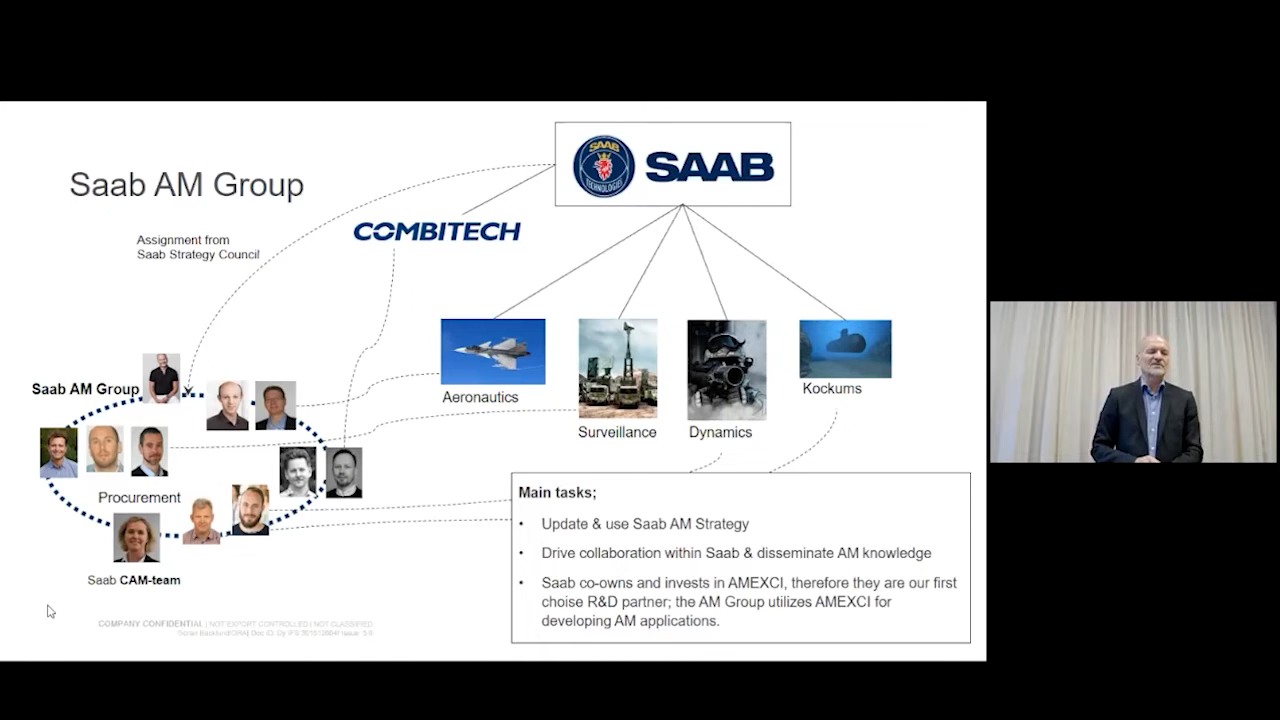 SAAB
TECHNOLOGIES
SAAB
Saab AM Group
COMBITECH
Assignment from
Saab Strategy Council
Saab AM Group
Aeronautics
Surveillance
Dynamics
Kockums
Procurement
Saab CAM-team
Main tasks;
• Update & use Saab AM Strategy
• Drive collaboration within Saab & disseminate AM knowledge
• Saab co-owns and invests in AMEXCI, therefore they are our first
choise R&D partner; the AM Group utilizes AMEXCI for
developing AM applications.
COMPANY CONFIDENTIAL | NOT EXPORT CONTROLLED | NOT CLASSIFIED